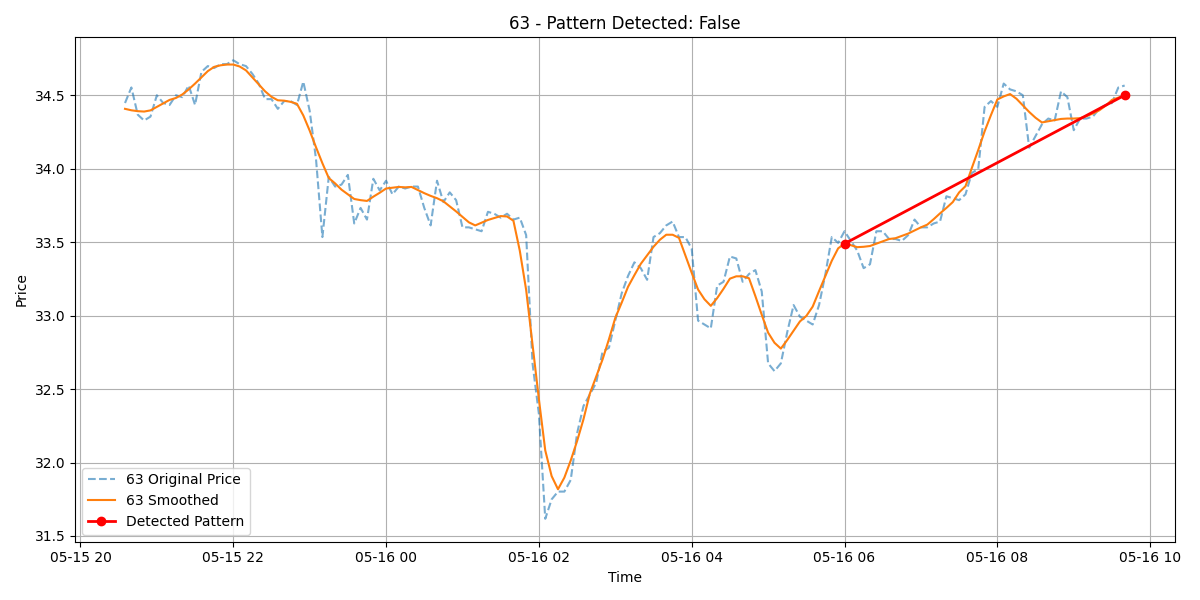 63 - Pattern Detected: False
Price
34.5
34.0
33.5
33.0
32.5
32.0
31.5
63 Original Price
63 Smoothed
Detected Pattern
05-15 20 05-15 22 05-16 00 05-16 02 05-16 04 05-16 06 05-16 08 05-16 10
Time